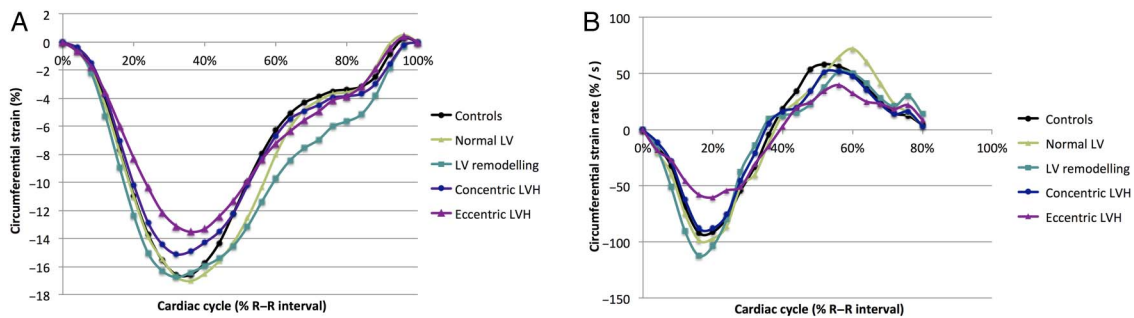 A
Circumferential strain (%)
2
0
−2
−4
−6
−8
−10
−12
−14
−16
−18
0% 20% 40% 60% 80% 100%
Cardiac cycle (% R–R interval)
Controls
Normal LV
LV remodelling
Concentric LVH
Eccentric LVH
B
Circumferential strain rate (% / s)
100
50
0
−50
−100
−150
0% 20% 40% 60% 80% 100%
Cardiac cycle (% R–R interval)
Controls
Normal LV
LV remodelling
Concentric LVH
Eccentric LVH